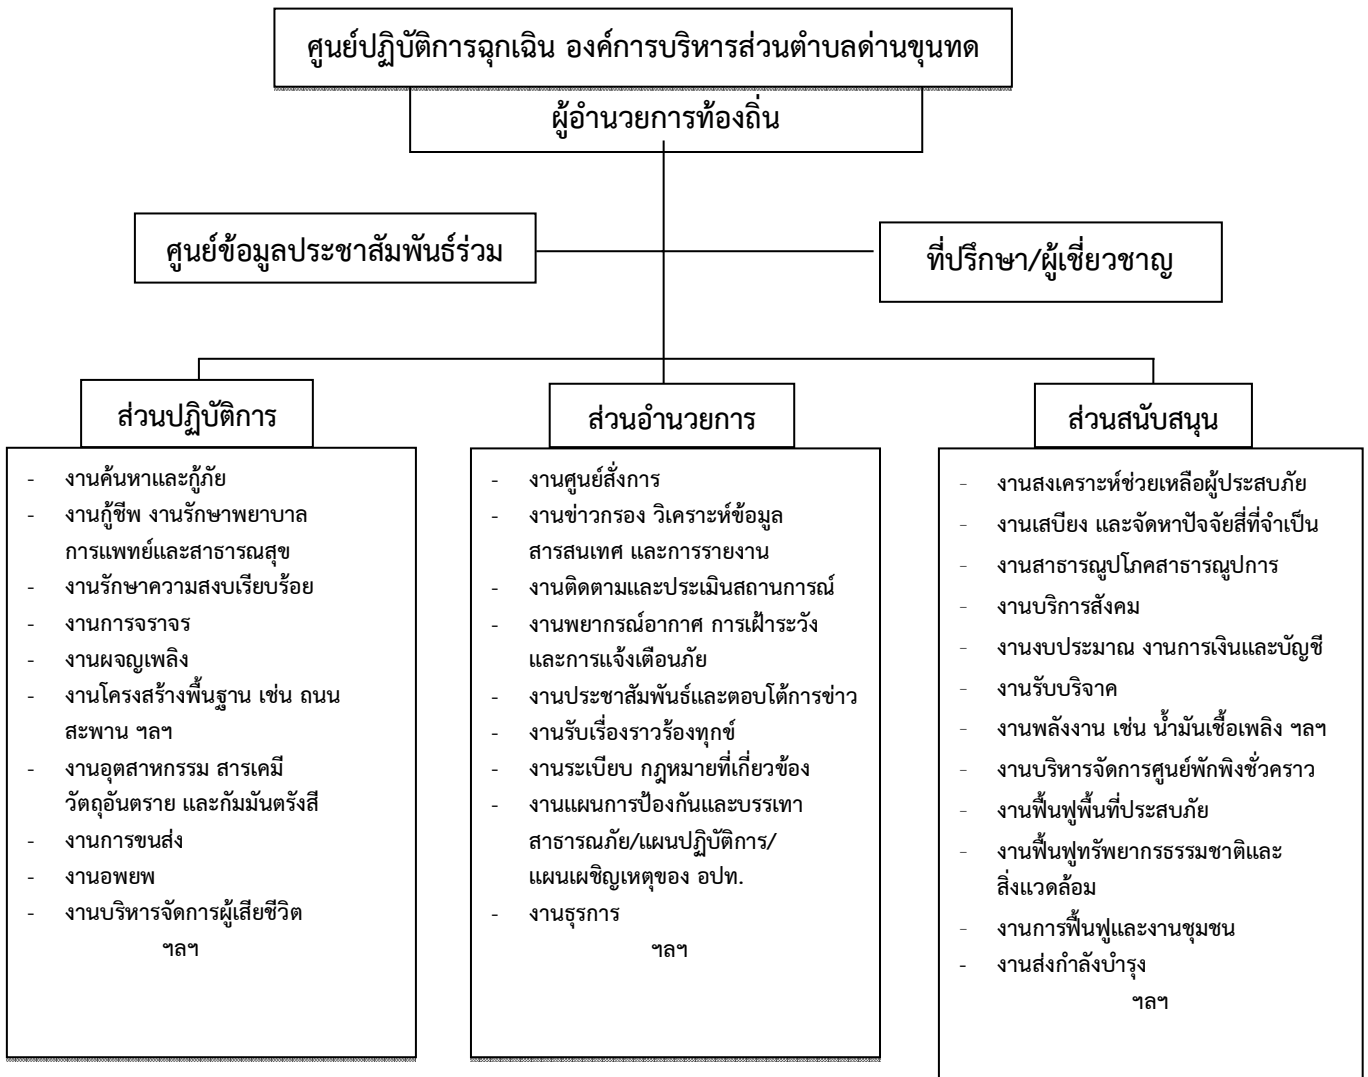 ศูนย์ปฏิบัติการฉุกเฉิน องค์การบริหารส่วนตำบลด่านขุนทด
ผู้อำนวยการท้องถิ่น
ศูนย์ข้อมูลประชาสัมพันธ์ร่วม
ที่ปรึกษา/ผู้เชี่ยวชาญ
ส่วนปฏิบัติการ
- งานค้นหาและกู้ภัย
- งานกู้ชีพ งานรักษาพยาบาล
การแพทย์และสาธารณสุข
- งานรักษาความสงบเรียบร้อย
- งานการจราจร
- งานผจญเพลิง
- งานโครงสร้างพื้นฐาน เช่น ถนน
สะพาน ฯลฯ
- งานอุตสาหกรรม สารเคมี
วัตถุอันตราย และกัมมันตรังสี
- งานการขนส่ง
- งานอพยพ
- งานบริหารจัดการผู้เสียชีวิต
ฯลฯ
ส่วนอำนวยการ
- งานศูนย์สั่งการ
- งานข่าวกรอง วิเคราะห์ข้อมูล
สารสนเทศ และการรายงาน
- งานติดตามและประเมินสถานการณ์
- งานพยากรณ์อากาศ การเฝ้าระวัง
และการแจ้งเตือนภัย
- งานประชาสัมพันธ์และตอบโต้การข่าว
- งานรับเรื่องราวร้องทุกข์
- งานระเบียบ กฎหมายที่เกี่ยวข้อง
- งานแผนการป้องกันและบรรเทา
สาธารณภัย/แผนปฏิบัติการ/
แผนเผชิญเหตุของ อปท.
- งานธุรการ
ฯลฯ
ส่วนสนับสนุน
- งานสงเคราะห์ช่วยเหลือผู้ประสบภัย
- งานเสบียง และจัดหาปัจจัยสี่ที่จำเป็น
- งานสาธารณูปโภคสาธารณูปการ
- งานบริการสังคม
- งานงบประมาณ งานการเงินและบัญชี
- งานรับบริจาค
- งานพลังงาน เช่น น้ำมันเชื้อเพลิง ฯลฯ
- งานบริหารจัดการศูนย์พักพิงชั่วคราว
- งานฟื้นฟูพื้นที่ประสบภัย
- งานฟื้นฟูทรัพยากรธรรมชาติและ
สิ่งแวดล้อม
- งานการฟื้นฟูและงานชุมชน
- งานส่งกำลังบำรุง
ฯลฯ